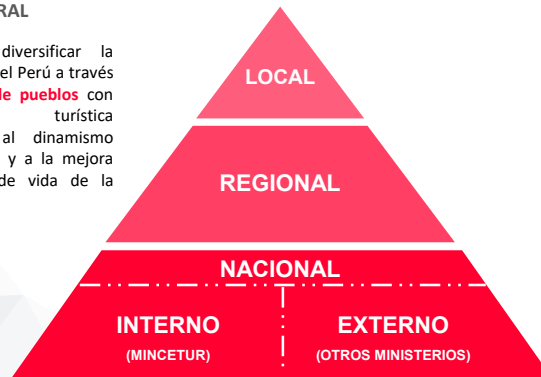 RAL
diversificar la
el Perú a través
de pueblos con
turística
al dinamismo
y a la mejora
de vida de la
LOCAL
REGIONAL
NACIONAL
INTERNO
(MINCETUR)
EXTERNO
(OTROS MINISTERIOS)